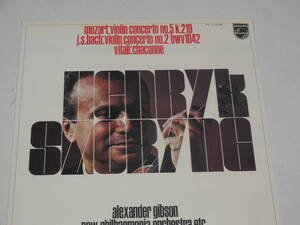 mozart:violin concerto no.5 k.219
j.s.bach:violin concerto no.2 bwv1042
vitali:chaconne
PHILIPS
HENRYK
SZERYNG
alexander gibson
new philharmonia orchestra etc.